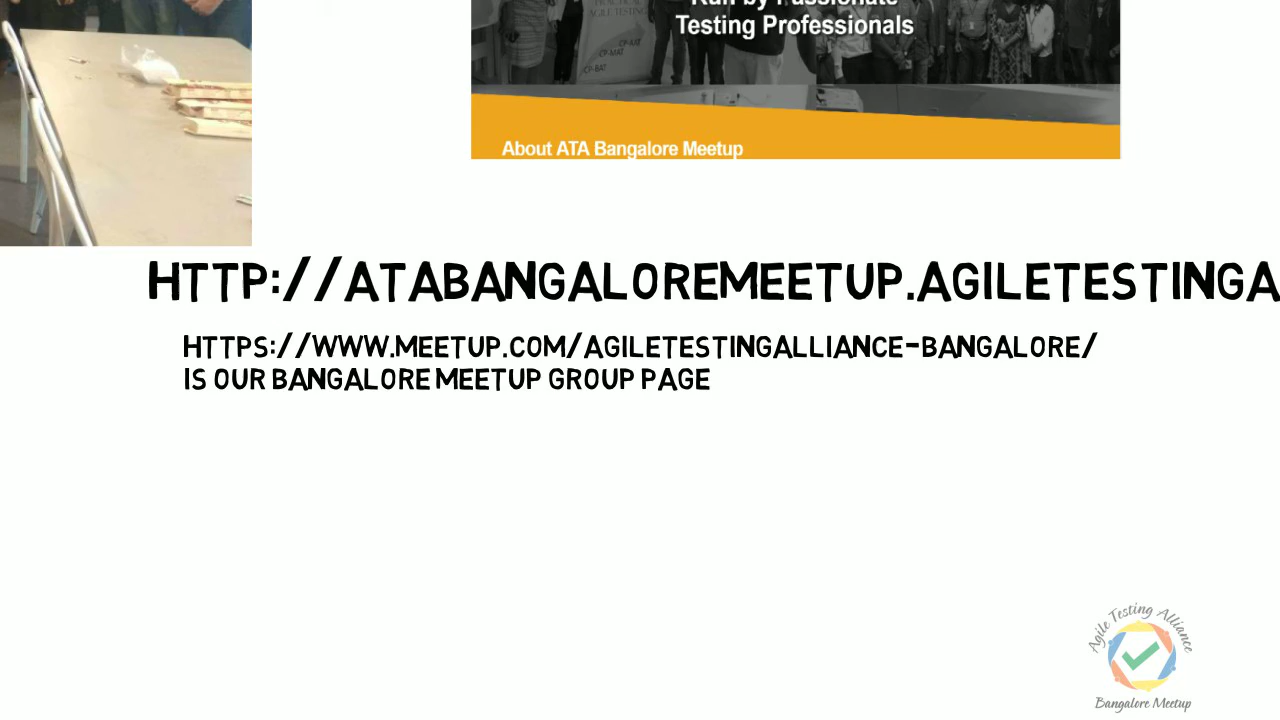 Testing Professionals
About ATA Bangalore Meetup
HTTP://ATABANGALOREMEETUP.AGILETESTINGA
HTTPS://WWW.MEETUP.COM/AGILETESTINGALLIANCE-BANGALORE/
IS OUR BANGALORE MEETUP GROUP PAGE
Agile Testing Alliance
Bangalore Meetup